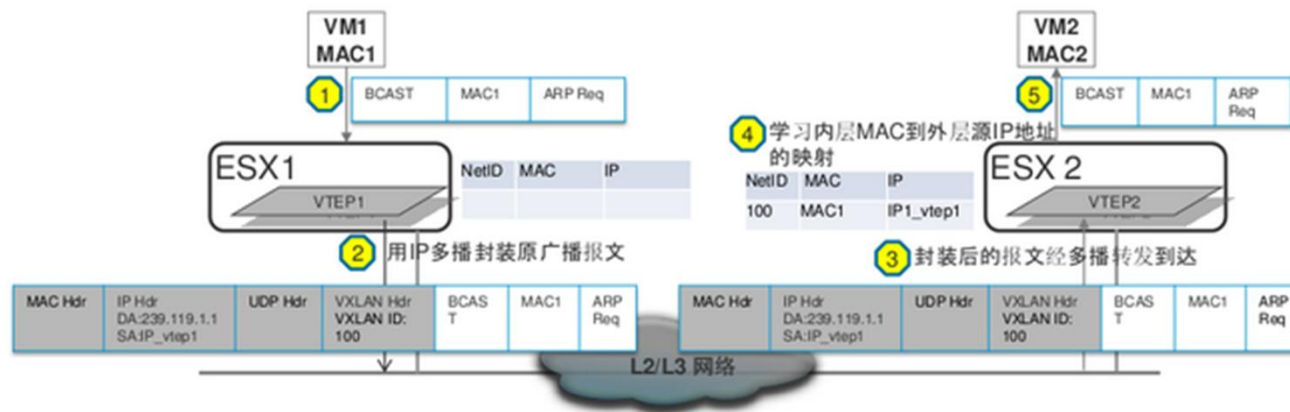 VM1
MAC1
1
BCAST MAC1 ARP Req
ESX1
VTEP1
NetID MAC IP
2 用IP多播封装原广播报文
MAC Hdr
IP Hdr
DA:239.119.1.1
SA:IP_vtep1
UDP Hdr
VXLAN Hdr
VXLAN ID:
100
BCAS
T
MAC1
ARP
Req
VM2
MAC2
5
BCAST MAC1 ARP
Req
4 学习内层MAC到外层源IP地址
的映射
NetID MAC IP
100 MAC1 IP1_vtep1
ESX 2
VTEP2
3 封装后的报文经多播转发到达
MAC Hdr
IP Hdr
DA:239.119.1.1
SA:IP_vtep1
UDP Hdr
VXLAN Hdr
VXLAN ID:
100
BCAS
T
MAC1
ARP
Req
L2/L3 网络